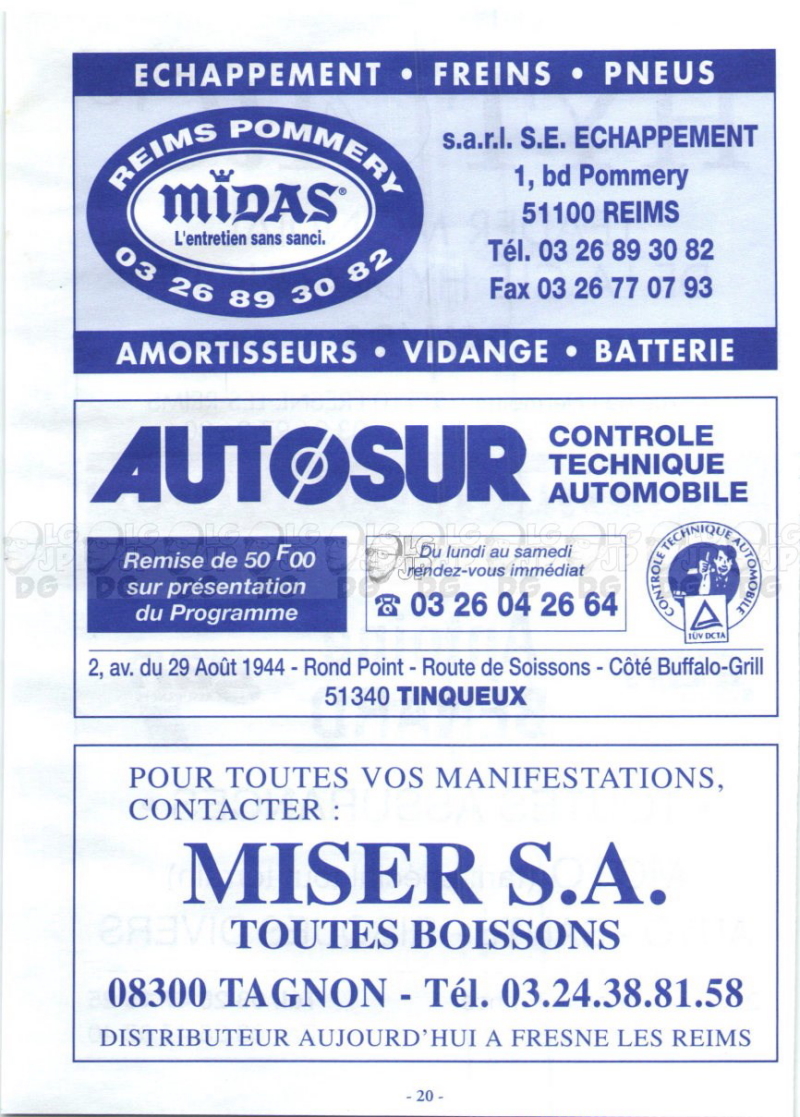 ECHAPPEMENT • FREINS • PNEUS
REIMS POMMERY
MIDAS®
L'entretien sans sanci.
03 26 89 30 82
s.a.r.l. S.E. ECHAPPEMENT
1, bd Pommery
51100 REIMS
Tél. 03 26 89 30 82
Fax 03 26 77 07 93
AMORTISSEURS • VIDANGE • BATTERIE
AUTOSUR
CONTROLE
TECHNIQUE
AUTOMOBILE
Remise de 50 F00
sur présentation
du Programme
Du lundi au samedi
rendez-vous immédiat
☎ 03 26 04 26 64
CONTROLE TECHNIQUE AUTOMOBILE
TÜV DCTA
2, av. du 29 Août 1944 - Rond Point - Route de Soissons - Côté Buffalo-Grill
51340 TINQUEUX
POUR TOUTES VOS MANIFESTATIONS,
CONTACTER :
MISER S.A.
TOUTES BOISSONS
08300 TAGNON - Tél. 03.24.38.81.58
DISTRIBUTEUR AUJOURD'HUI A FRESNE LES REIMS
- 20 -